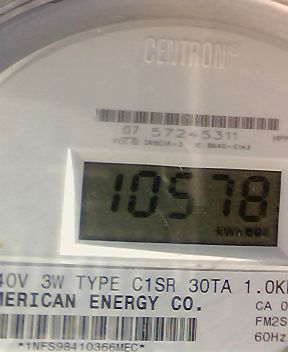 CENTRON®
07 57245311
10578
kWh
40V 3W TYPE C1SR 30TA 1.0K
MERICAN ENERGY CO.
CA 0
FM2S
60Hz
*1NFS98410366MEC*